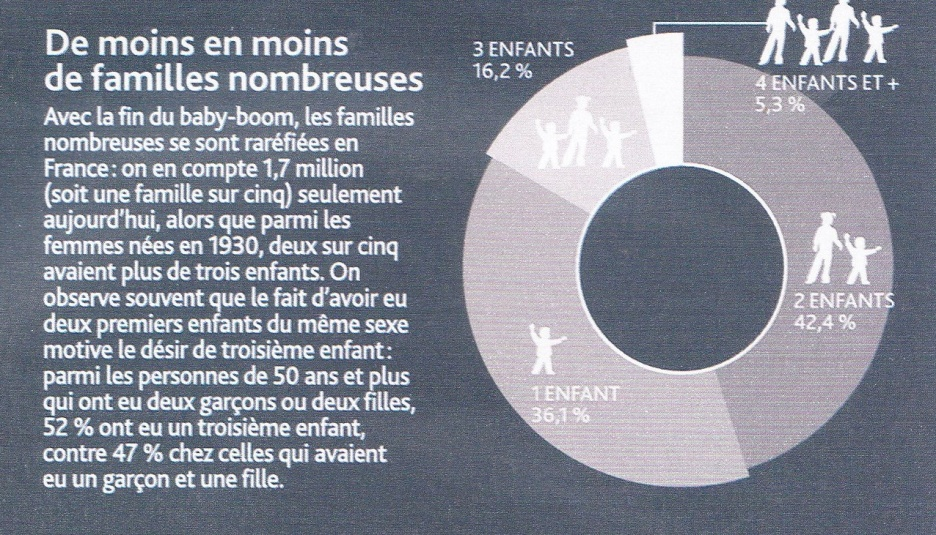 De moins en moins
de familles nombreuses
Avec la fin du baby-boom, les familles
nombreuses se sont raréfiées en
France : on en compte 1,7 million
(soit une famille sur cinq) seulement
aujourd'hui, alors que parmi les
femmes nées en 1930, deux sur cinq
avaient plus de trois enfants. On
observe souvent que le fait d'avoir eu
deux premiers enfants du même sexe
motive le désir de troisième enfant :
parmi les personnes de 50 ans et plus
qui ont eu deux garçons ou deux filles,
52 % ont eu un troisième enfant,
contre 47 % chez celles qui avaient
eu un garçon et une fille.
3 ENFANTS
16,2 %
4 ENFANTS ET +
5,3 %
2 ENFANTS
42,4 %
1 ENFANT
36,1 %